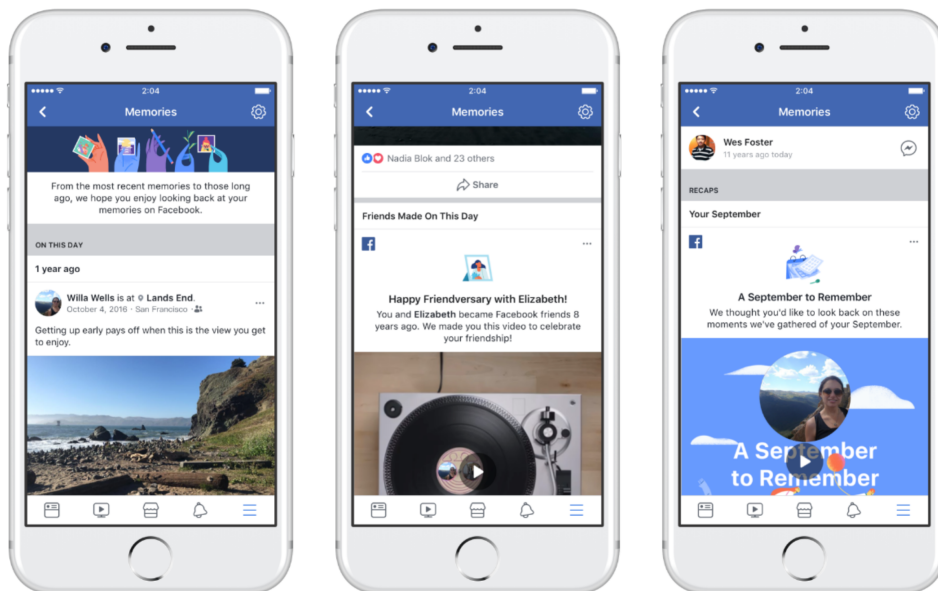 2:04
Memories
From the most recent memories to those long
ago, we hope you enjoy looking back at your
memories on Facebook.
ON THIS DAY
1 year ago
Willa Wells is at Lands End.
October 4, 2016 · San Francisco ·
Getting up early pays off when this is the view you get
to enjoy.
2:04
Memories
Nadia Blok and 23 others
Share
Friends Made On This Day
f
Happy Friendversary with Elizabeth!
You and Elizabeth became Facebook friends 8
years ago. We made you this video to celebrate
your friendship!
2:04
Memories
Wes Foster
11 years ago today
RECAPS
Your September
f
A September to Remember
We thought you'd like to look back on these
moments we've gathered of your September.
A September
to Remember